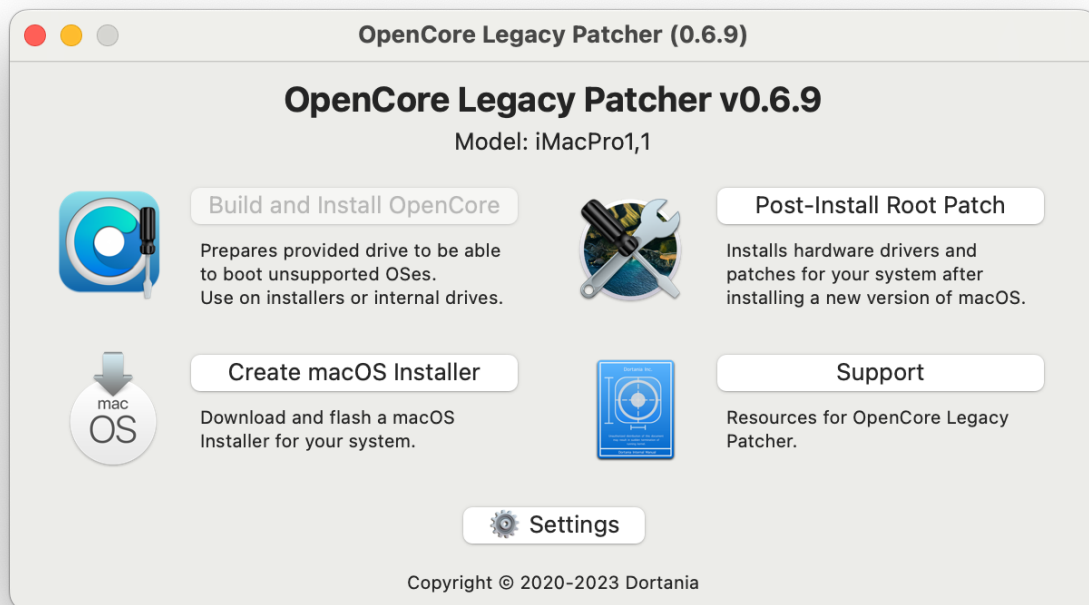 OpenCore Legacy Patcher (0.6.9)
OpenCore Legacy Patcher v0.6.9
Model: iMacPro1,1
Build and Install OpenCore
Prepares provided drive to be able
to boot unsupported OSes.
Use on installers or internal drives.
Post-Install Root Patch
Installs hardware drivers and
patches for your system after
installing a new version of macOS.
mac
OS
Create macOS Installer
Download and flash a macOS
Installer for your system.
Dortania Inc.
Support
Resources for OpenCore Legacy
Patcher.
Settings
Copyright © 2020-2023 Dortania